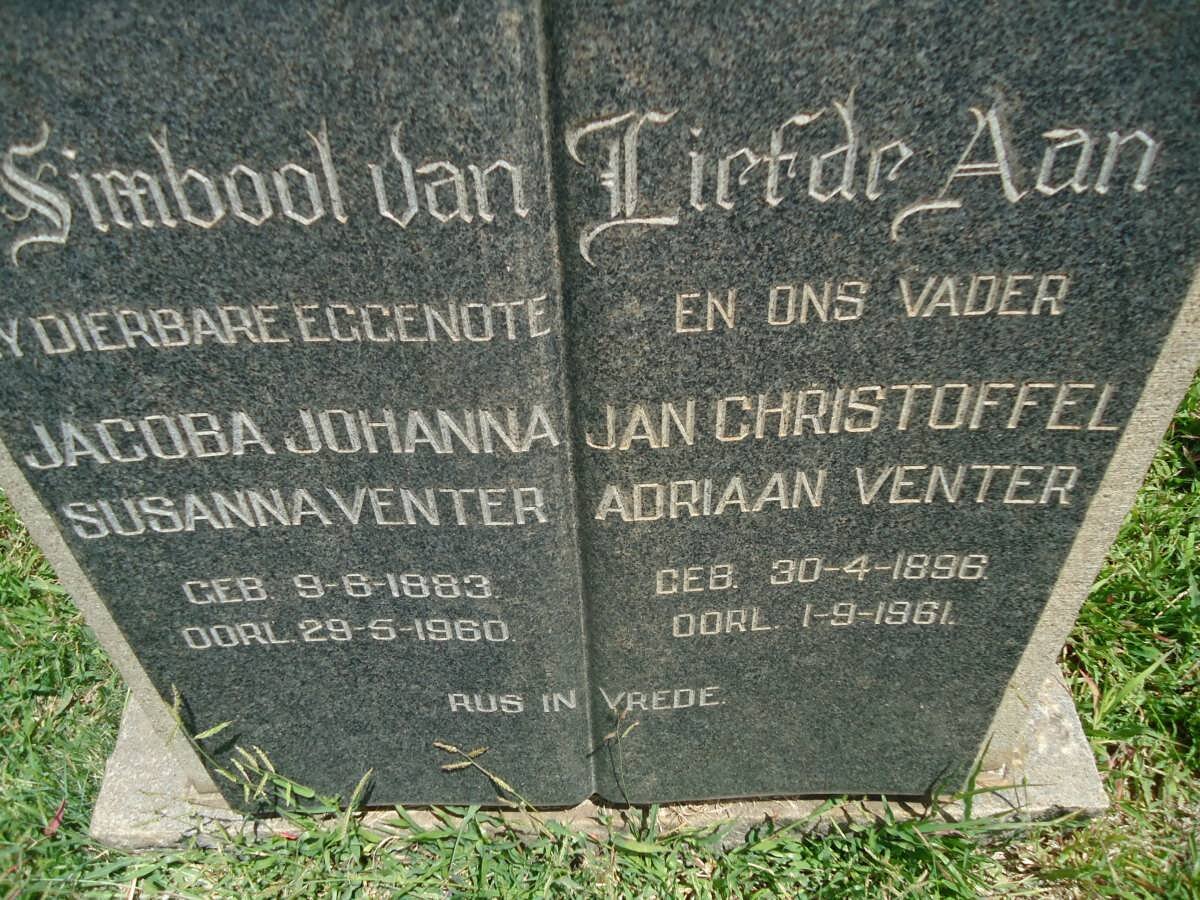 Simbool van Liefde Aan
Y DIERBARE EGGENOTE
JACOBA JOHANNA
SUSANNA VENTER
GEB. 9-6-1883.
OORL. 29-5-1960.
EN ONS VADER
JAN CHRISTOFFEL
ADRIAAN VENTER
GEB. 30-4-1896.
OORL. 1-9-1961.
RUS IN VREDE.